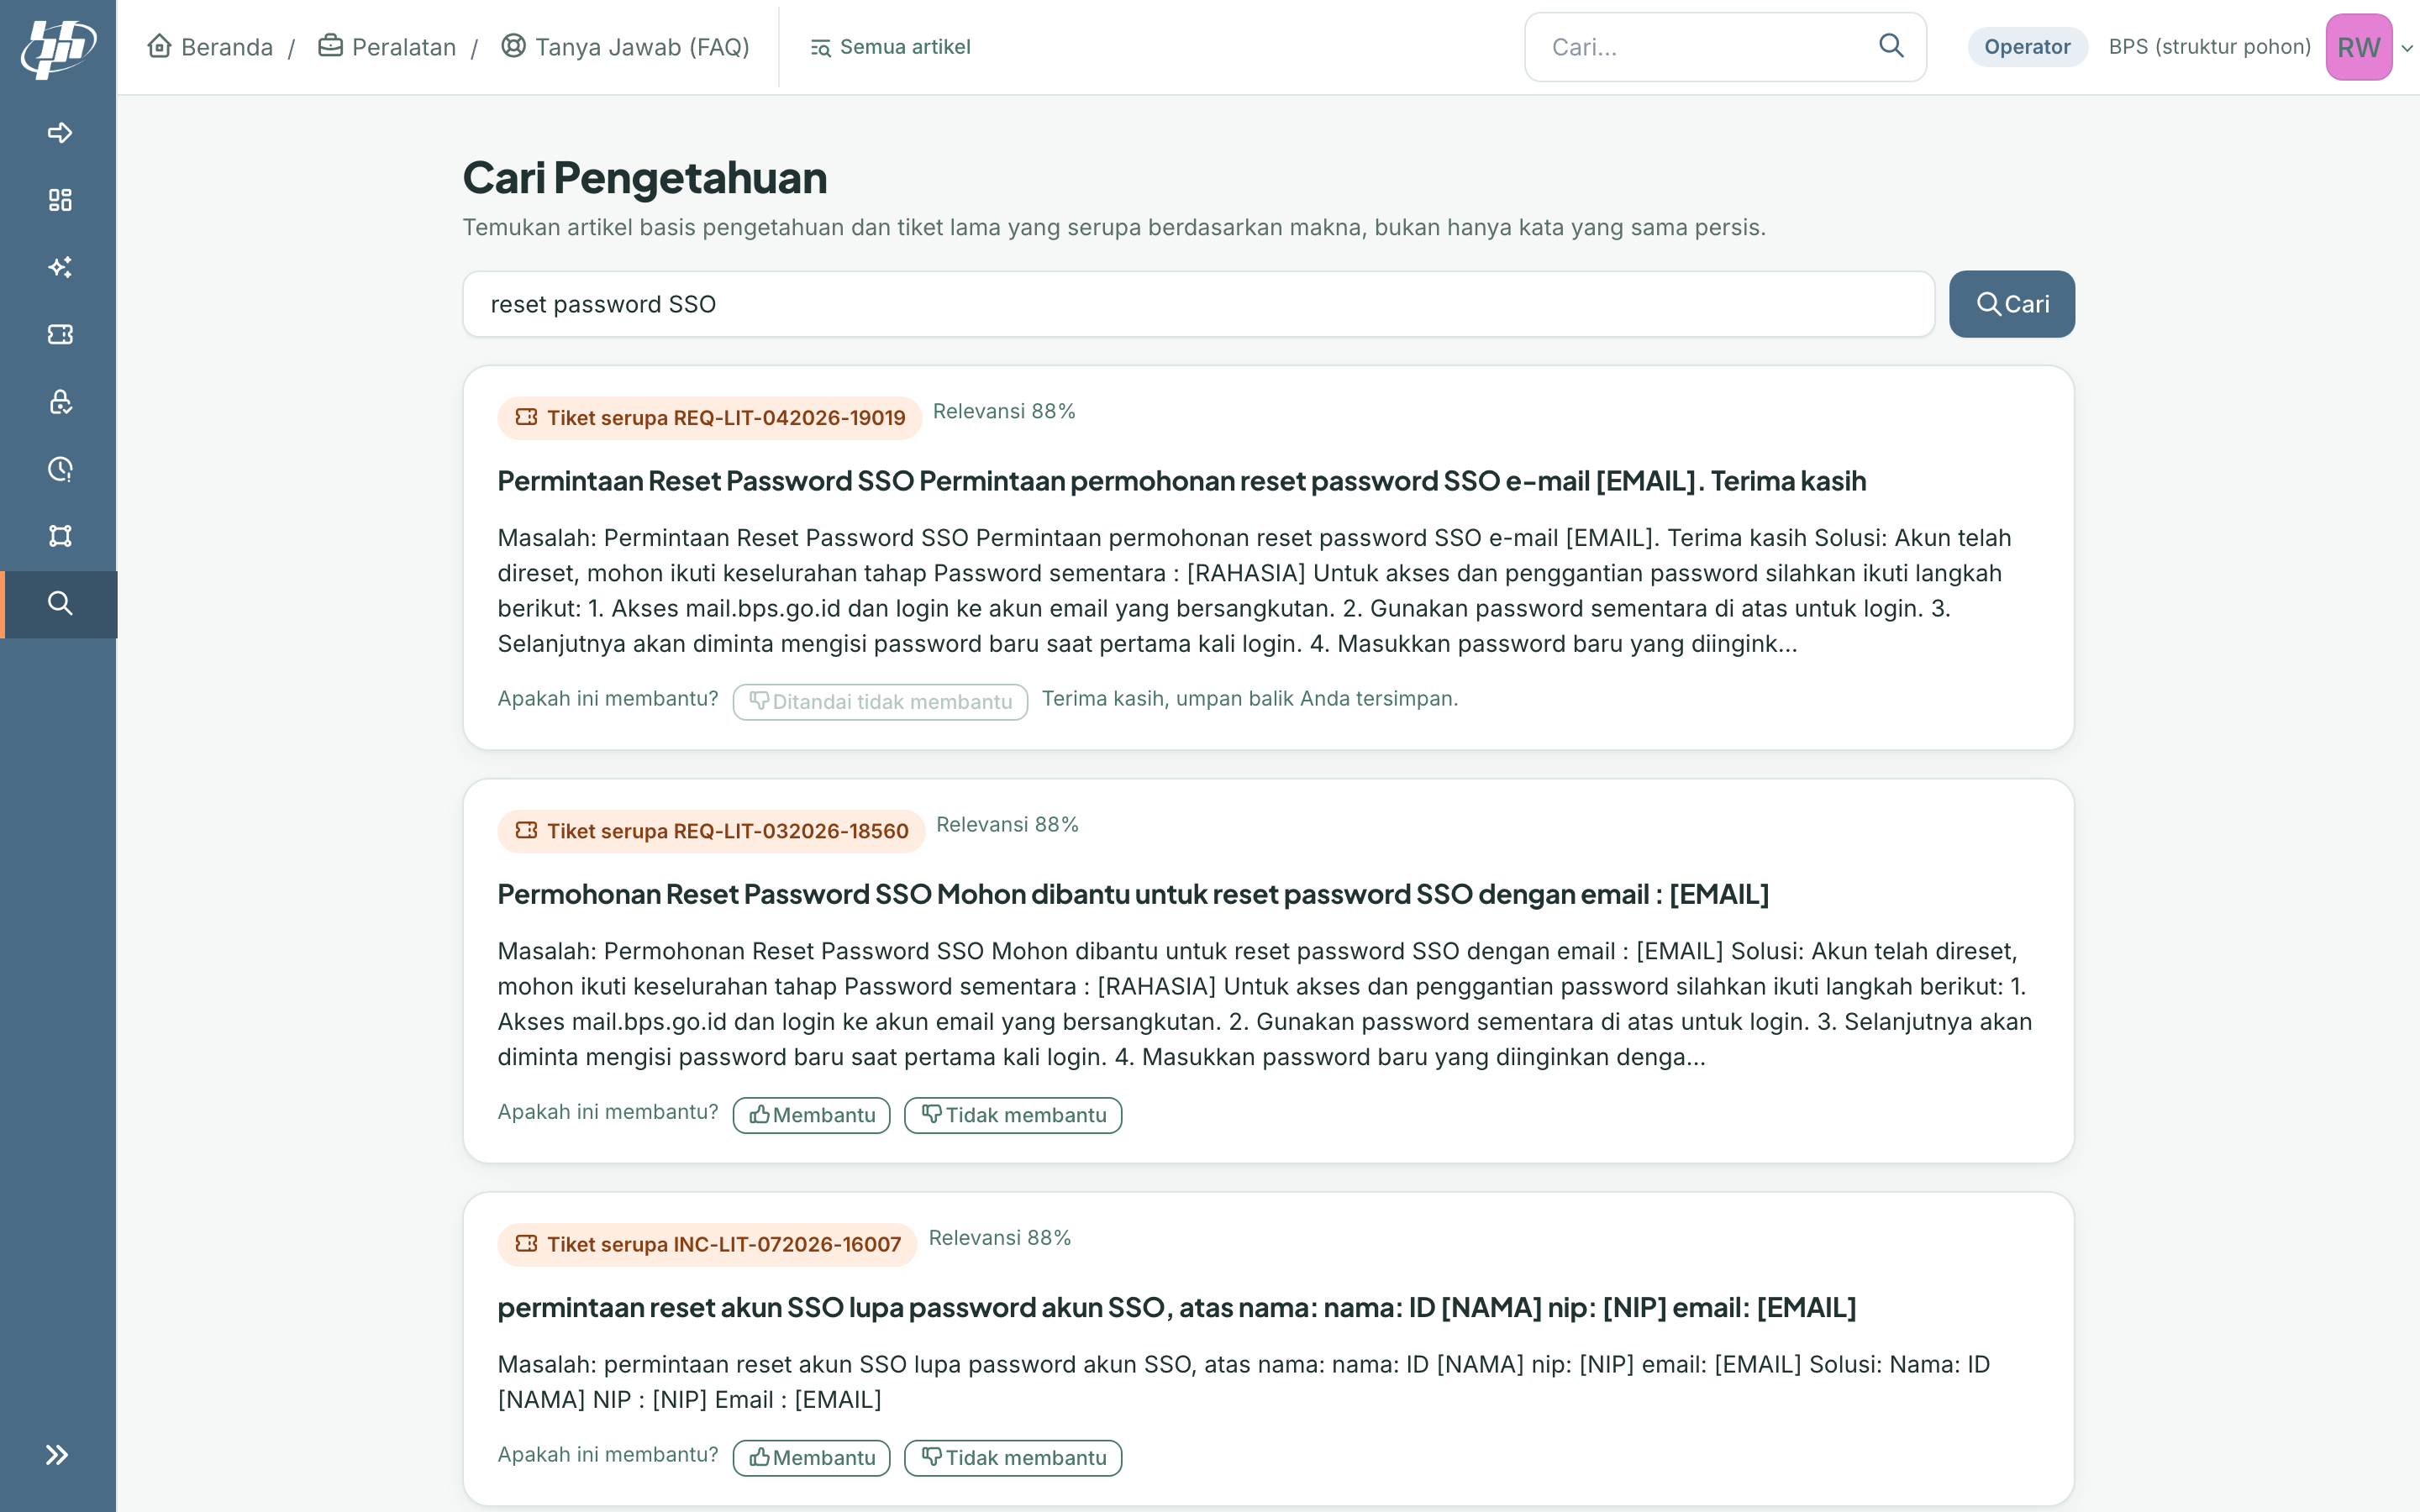 Beranda / Peralatan / Tanya Jawab (FAQ) Semua artikel Cari... Operator BPS (struktur pohon) RW
Cari Pengetahuan
Temukan artikel basis pengetahuan dan tiket lama yang serupa berdasarkan makna, bukan hanya kata yang sama persis.
reset password SSO Cari
Tiket serupa REQ-LIT-042026-19019 Relevansi 88%
Permintaan Reset Password SSO Permintaan permohonan reset password SSO e-mail [EMAIL]. Terima kasih
Masalah: Permintaan Reset Password SSO Permintaan permohonan reset password SSO e-mail [EMAIL]. Terima kasih Solusi: Akun telah
direset, mohon ikuti keselurahan tahap Password sementara : [RAHASIA] Untuk akses dan penggantian password silahkan ikuti langkah
berikut: 1. Akses mail.bps.go.id dan login ke akun email yang bersangkutan. 2. Gunakan password sementara di atas untuk login. 3.
Selanjutnya akan diminta mengisi password baru saat pertama kali login. 4. Masukkan password baru yang diingink...
Apakah ini membantu? Ditandai tidak membantu Terima kasih, umpan balik Anda tersimpan.
Tiket serupa REQ-LIT-032026-18560 Relevansi 88%
Permohonan Reset Password SSO Mohon dibantu untuk reset password SSO dengan email : [EMAIL]
Masalah: Permohonan Reset Password SSO Mohon dibantu untuk reset password SSO dengan email : [EMAIL] Solusi: Akun telah direset,
mohon ikuti keselurahan tahap Password sementara : [RAHASIA] Untuk akses dan penggantian password silahkan ikuti langkah berikut: 1.
Akses mail.bps.go.id dan login ke akun email yang bersangkutan. 2. Gunakan password sementara di atas untuk login. 3. Selanjutnya akan
diminta mengisi password baru saat pertama kali login. 4. Masukkan password baru yang diinginkan denga...
Apakah ini membantu? Membantu Tidak membantu
Tiket serupa INC-LIT-072026-16007 Relevansi 88%
permintaan reset akun SSO lupa password akun SSO, atas nama: nama: ID [NAMA] nip: [NIP] email: [EMAIL]
Masalah: permintaan reset akun SSO lupa password akun SSO, atas nama: nama: ID [NAMA] nip: [NIP] email: [EMAIL] Solusi: Nama: ID
[NAMA] NIP : [NIP] Email : [EMAIL]
Apakah ini membantu? Membantu Tidak membantu